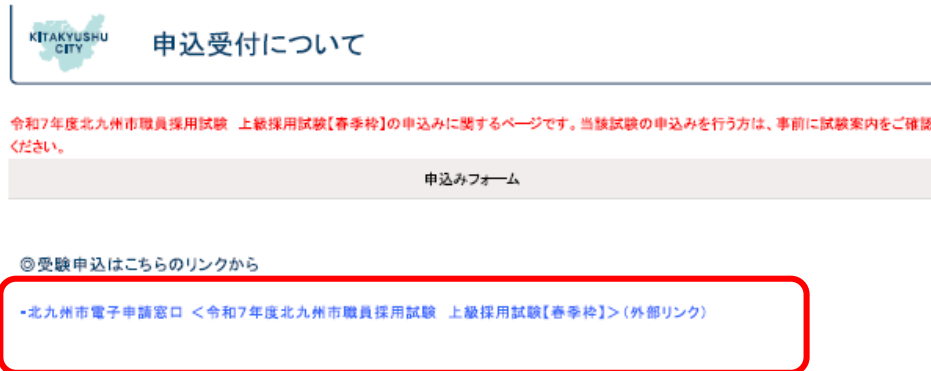 KITAKYUSHU
CITY
申込受付について
令和7年度北九州市職員採用試験　上級採用試験【春季枠】の申込みに関するページです。当該試験の申込みを行う方は、事前に試験案内をご確認
ください。
申込みフォーム
◎受験申込はこちらのリンクから
・北九州市電子申請窓口 ＜令和7年度北九州市職員採用試験　上級採用試験【春季枠】＞（外部リンク）